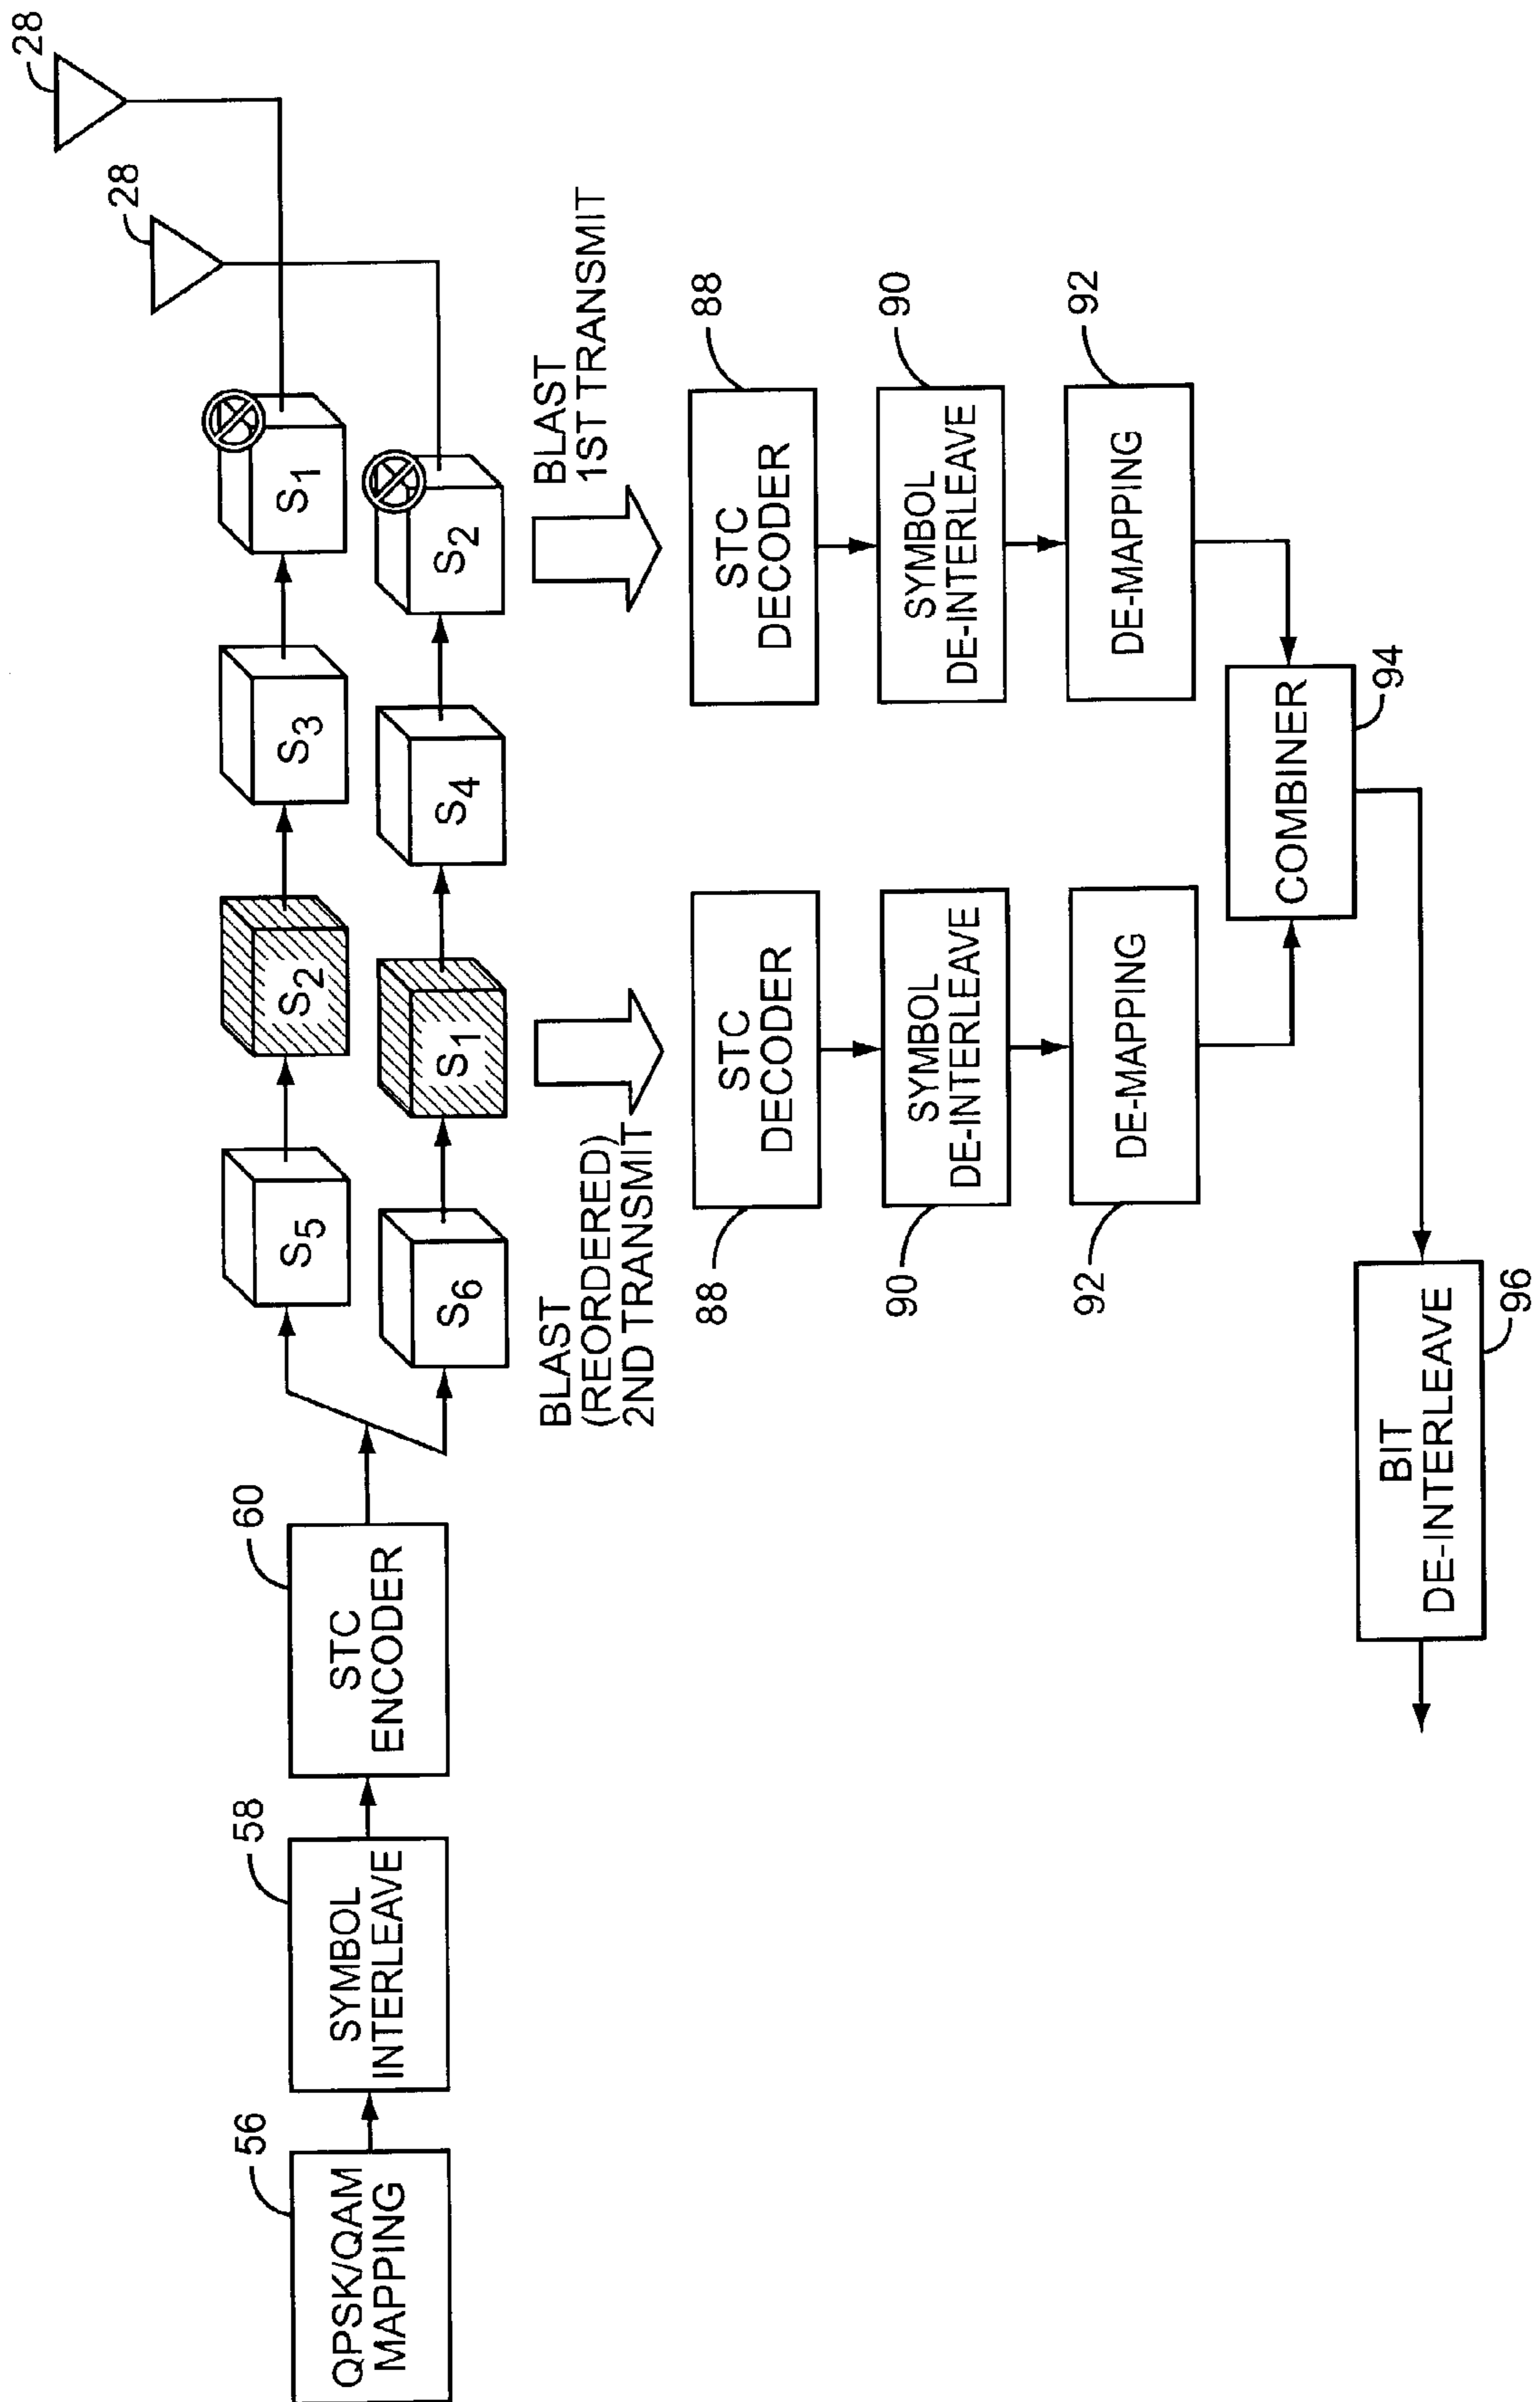 28
28
56
QPSK/QAM
MAPPING
58
SYMBOL
INTERLEAVE
60
STC
ENCODER
S5
S2
S3
S1
S6
S1
S4
S2
BLAST
(REORDERED)
2ND TRANSMIT
BLAST
1ST TRANSMIT
88
STC
DECODER
90
SYMBOL
DE-INTERLEAVE
92
DE-MAPPING
88
STC
DECODER
90
SYMBOL
DE-INTERLEAVE
92
DE-MAPPING
COMBINER
94
BIT
DE-INTERLEAVE
96